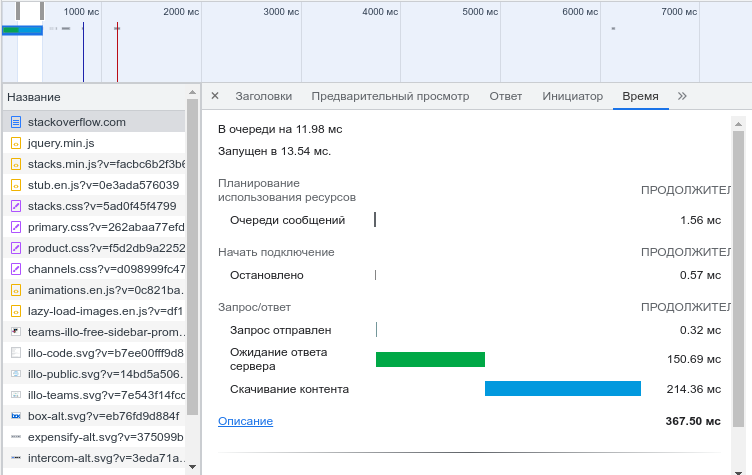 1000 мс 2000 мс 3000 мс 4000 мс 5000 мс 6000 мс 7000 мс
Название
stackoverflow.com
jquery.min.js
stacks.min.js?v=facbc6b2f3b6
stub.en.js?v=0e3ada576039
stacks.css?v=5ad0f45f4799
primary.css?v=262abaa77efd
product.css?v=f5d2db9a2252
channels.css?v=d098999fc47
animations.en.js?v=0c821ba…
lazy-load-images.en.js?v=df1
teams-illo-free-sidebar-prom…
illo-code.svg?v=b7ee00fff9d8
illo-public.svg?v=14bd5a506…
illo-teams.svg?v=7e543f14fcc
box-alt.svg?v=eb76fd9d884f
expensify-alt.svg?v=375099b
intercom-alt.svg?v=3eda71a…
× Заголовки Предварительный просмотр Ответ Инициатор Время »
В очереди на 11.98 мс
Запущен в 13.54 мс.
Планирование
использования ресурсов ПРОДОЛЖИТЕЛ
Очереди сообщений 1.56 мс
Начать подключение ПРОДОЛЖИТЕЛ
Остановлено 0.57 мс
Запрос/ответ ПРОДОЛЖИТЕЛ
Запрос отправлен 0.32 мс
Ожидание ответа
сервера 150.69 мс
Скачивание контента 214.36 мс
Описание 367.50 мс